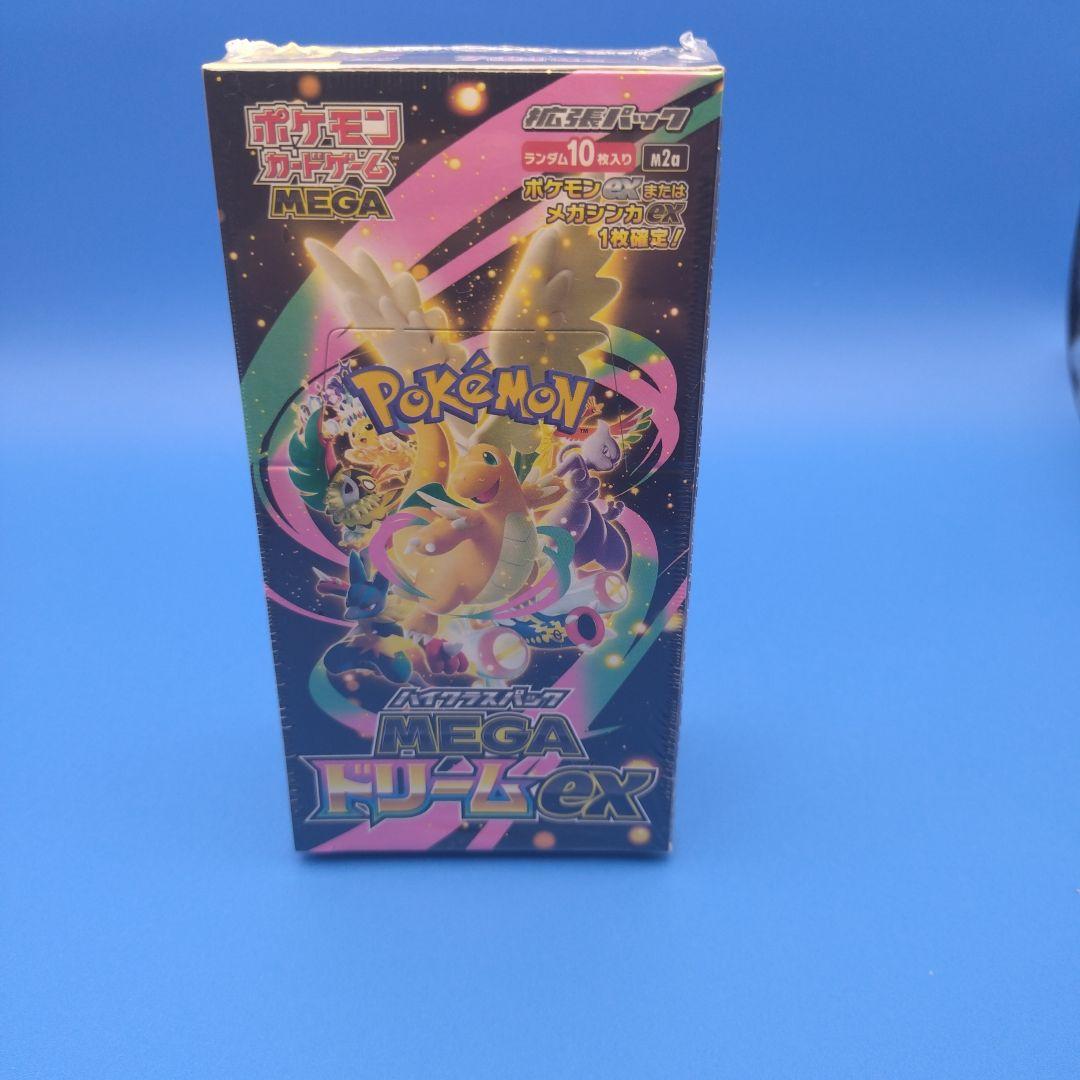 ポケモン
カードゲーム™
MEGA
拡張パック
ランダム10枚入り M2a
ポケモンexまたは
メガシンカex
1枚確定！
POKéMON™
ハイクラスパック
MEGA
ドリームex